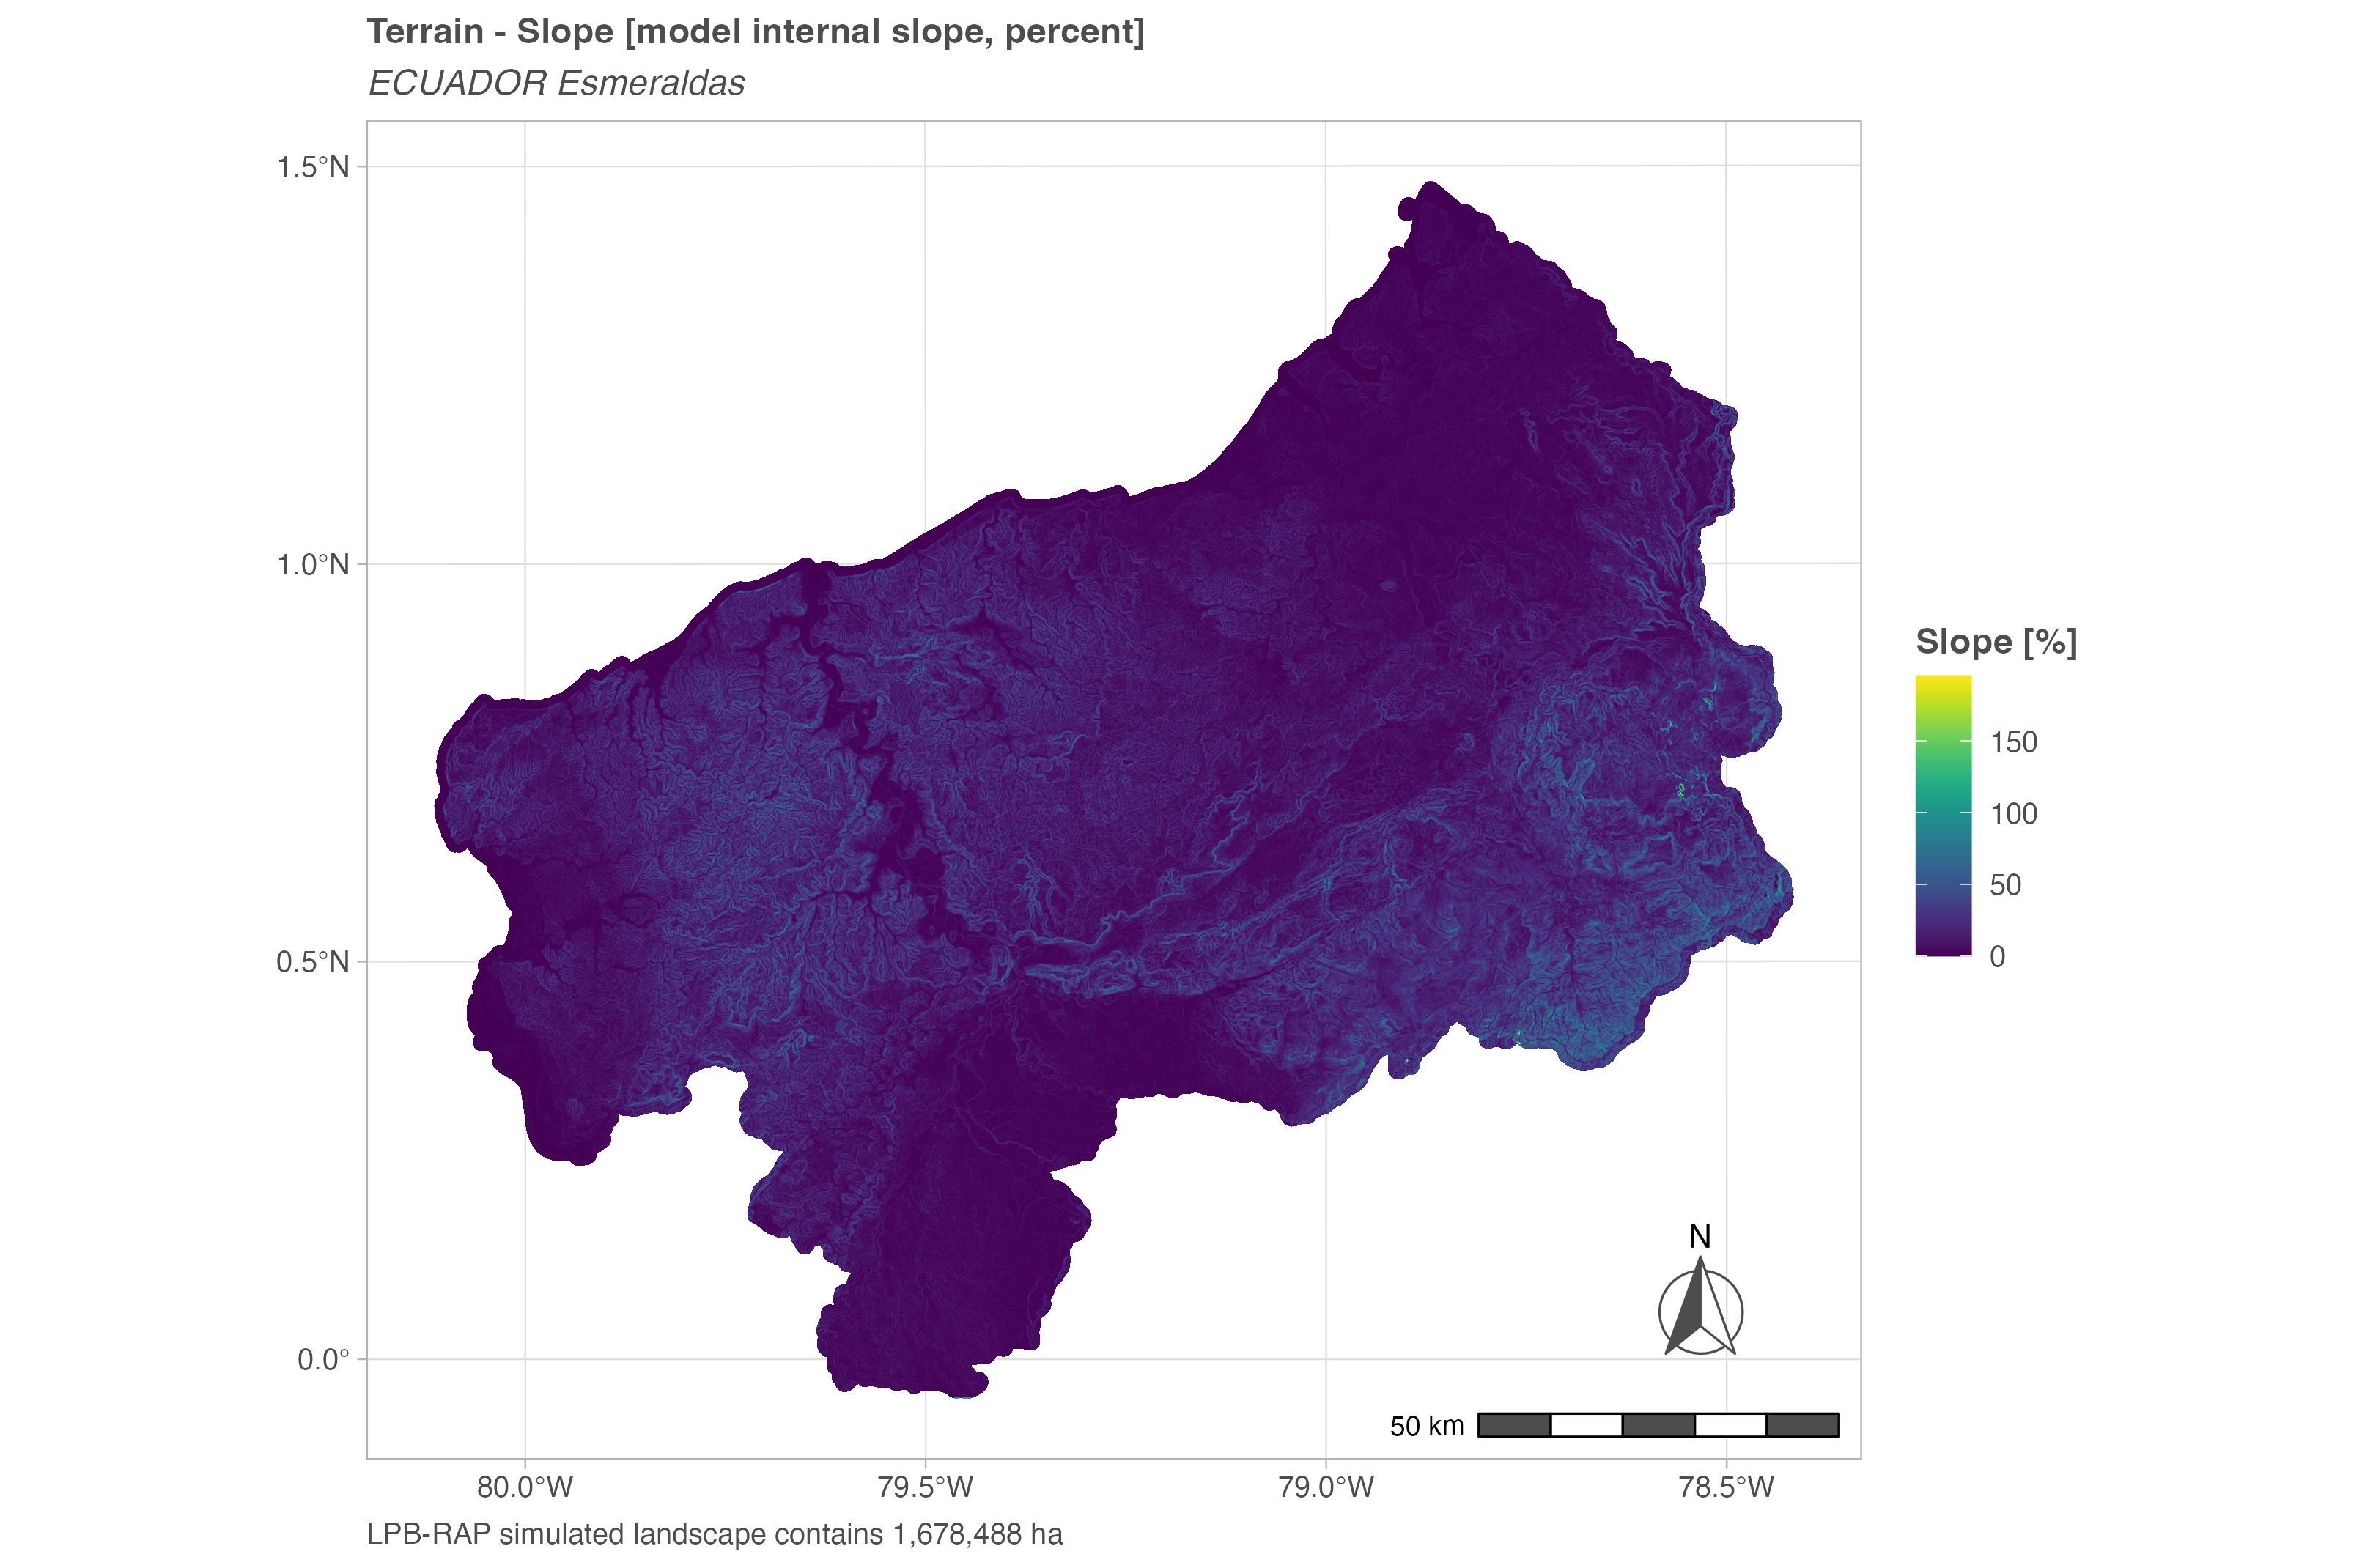 Terrain - Slope [model internal slope, percent]
ECUADOR Esmeraldas
1.5°N
1.0°N
0.5°N
0.0°
Slope [%]
150
100
50
0
N
50 km
80.0°W
79.5°W
79.0°W
78.5°W
LPB-RAP simulated landscape contains 1,678,488 ha